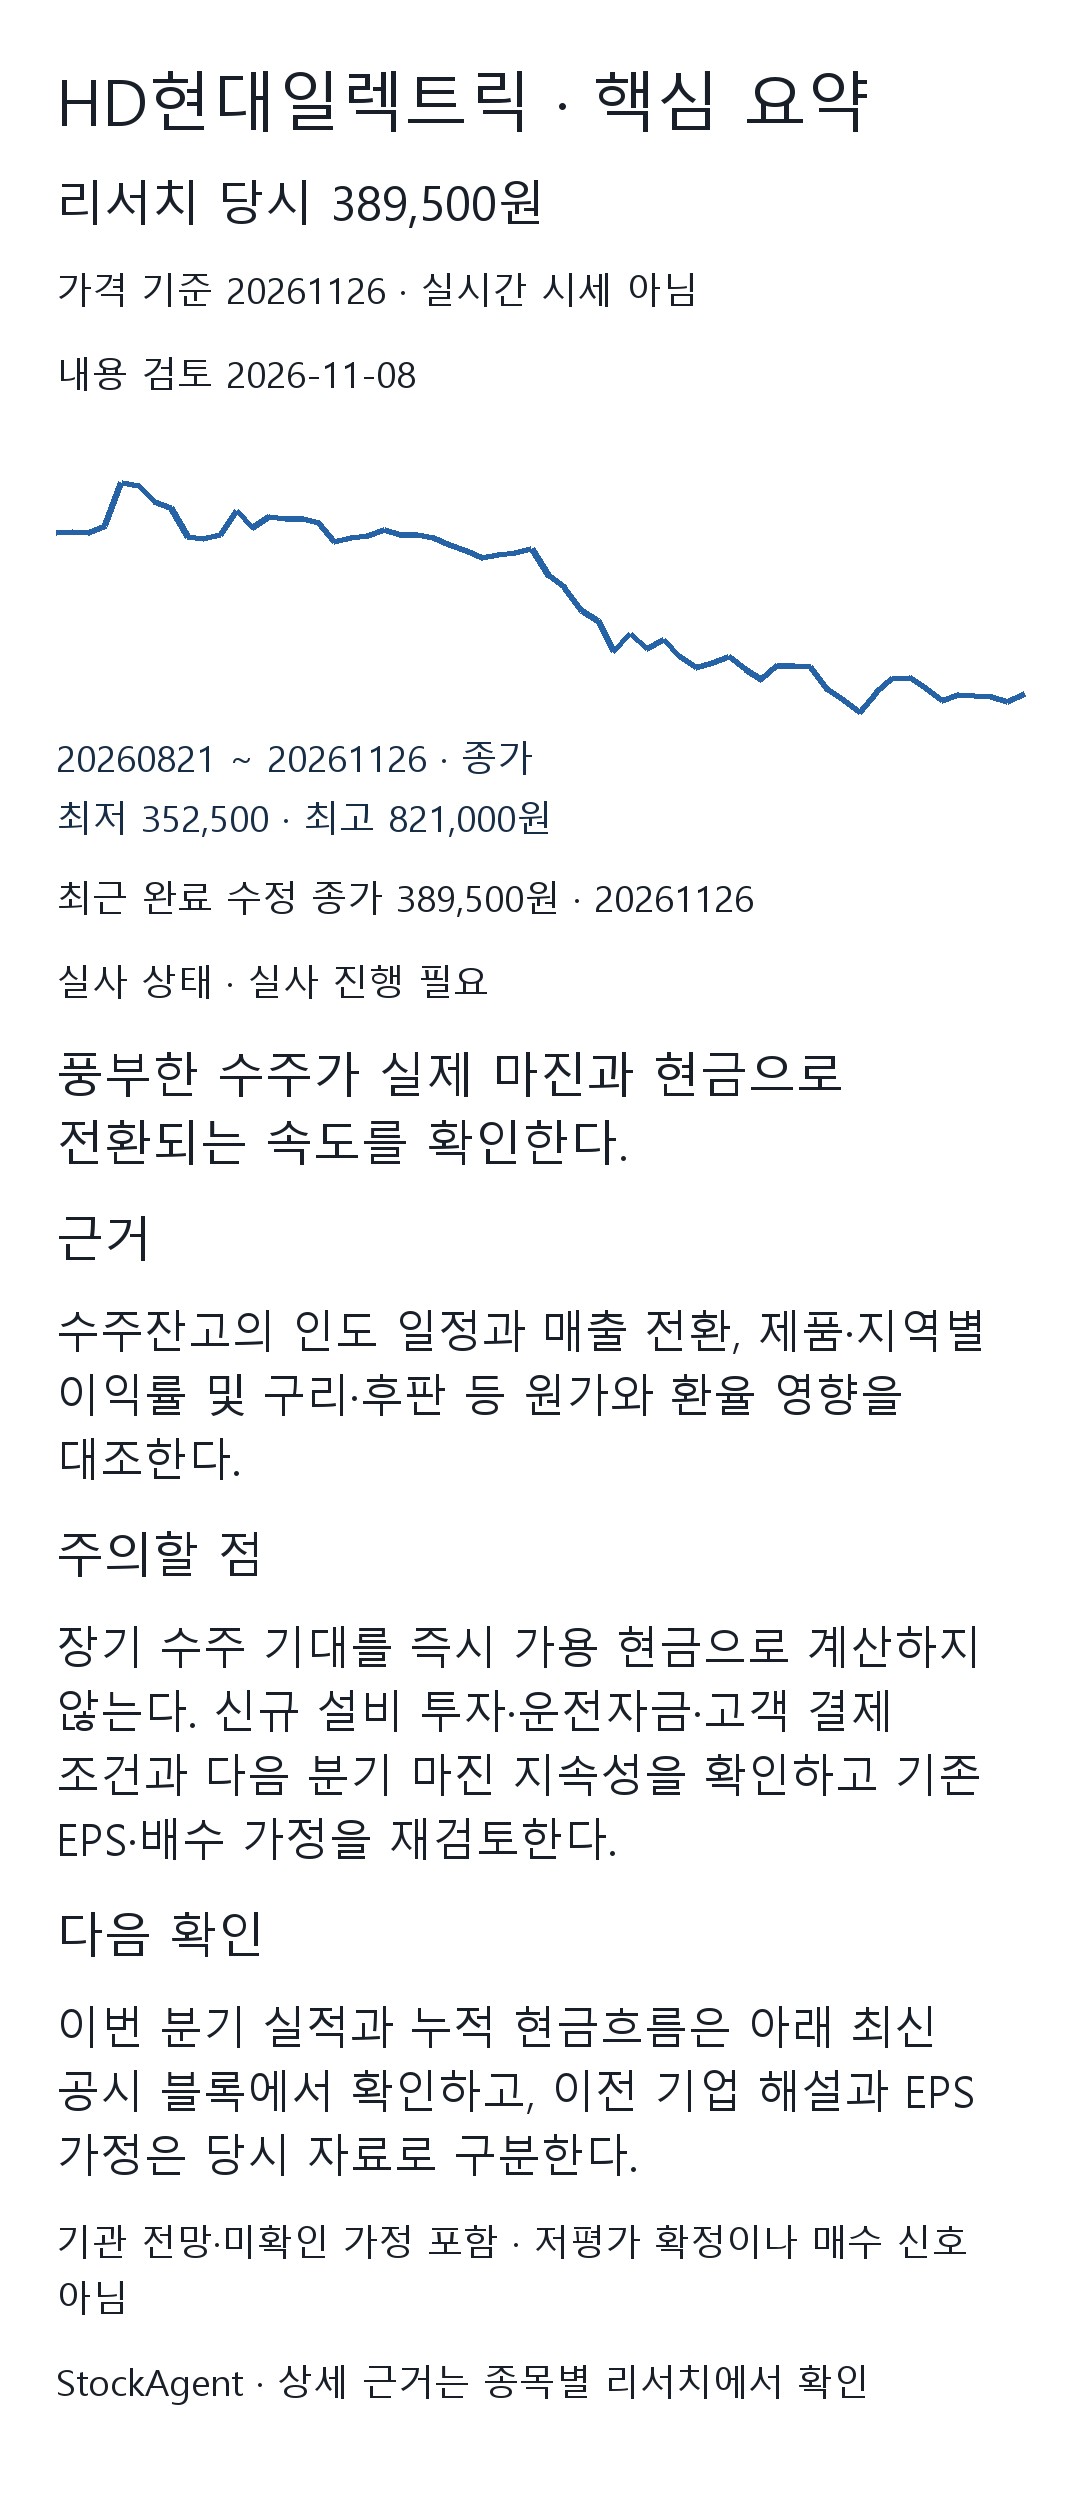 HD현대일렉트릭 · 핵심 요약
리서치 당시 389,500원
가격 기준 20261126 · 실시간 시세 아님
내용 검토 2026-11-08
20260821 ~ 20261126 · 종가
최저 352,500 · 최고 821,000원
최근 완료 수정 종가 389,500원 · 20261126
실사 상태 · 실사 진행 필요
풍부한 수주가 실제 마진과 현금으로
전환되는 속도를 확인한다.
근거
수주잔고의 인도 일정과 매출 전환, 제품·지역별
이익률 및 구리·후판 등 원가와 환율 영향을
대조한다.
주의할 점
장기 수주 기대를 즉시 가용 현금으로 계산하지
않는다. 신규 설비 투자·운전자금·고객 결제
조건과 다음 분기 마진 지속성을 확인하고 기존
EPS·배수 가정을 재검토한다.
다음 확인
이번 분기 실적과 누적 현금흐름은 아래 최신
공시 블록에서 확인하고, 이전 기업 해설과 EPS
가정은 당시 자료로 구분한다.
기관 전망·미확인 가정 포함 · 저평가 확정이나 매수 신호
아님
StockAgent · 상세 근거는 종목별 리서치에서 확인